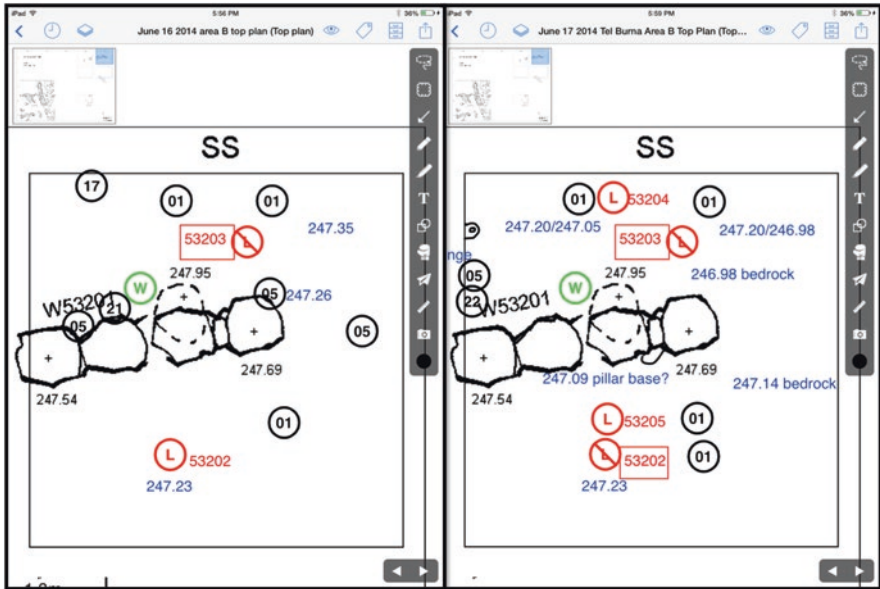 iPad 5:56 PM 36%
June 16 2014 area B top plan (Top plan)
T
SS
17
01
01
247.35
53203
L
247.95
W
W53201
21
05
05
247.26
05
+
+
+
247.54
247.69
01
L 53202
247.23
iPad 5:59 PM 36%
June 17 2014 Tel Burna Area B Top Plan (Top...
T
SS
01
L 53204
01
247.20/247.05
53203
L
247.20/246.98
nge
05
247.95
246.98 bedrock
W
22
W53201
+
+
+
247.09 pillar base?
247.69
247.14 bedrock
247.54
L 53205
01
L 53202
01
247.23